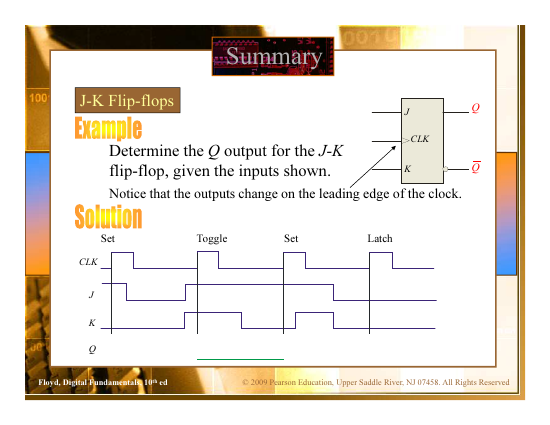 Summary
1001
001
J-K Flip-flops
J
Q
Example
Determine the Q output for the J-K
CLK
flip-flop, given the inputs shown.
K
Q
Notice that the outputs change on the leading edge of the clock.
Solution
Set Toggle Set Latch
CLK
J
K
Q
Floyd, Digital Fundamentals, 10th ed
© 2009 Pearson Education, Upper Saddle River, NJ 07458. All Rights Reserved